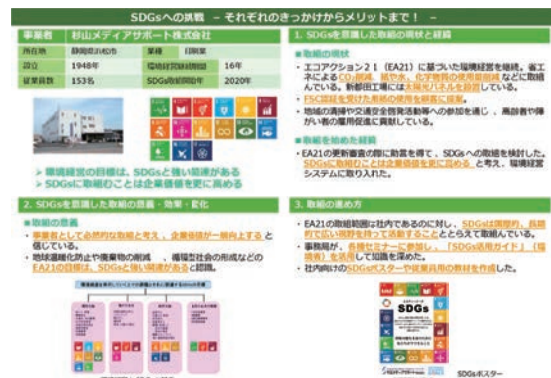 SDGsへの挑戦 － それぞれのきっかけからメリットまで！ －
事業者 杉山メディアサポート株式会社
所在地 静岡県浜松市 業種 印刷業
設立 1948年 環境経営継続期間 16年
従業員数 153名 SDGs取組開始年 2020年
➢ 環境経営の目標は、SDGsと強い関連がある
➢ SDGsに取組むことは企業価値を更に高める
1. SDGsを意識した取組の現状と経緯
■取組の現状
・エコアクション２１（EA21）に基づいた環境経営を継続。省エ
ネによるCO₂削減、紙や水、化学物質の使用量削減などに取組
んでいる。新都田工場には太陽光パネルを設置している。
・FSC認証を受けた用紙の使用を顧客に提案。
・地域の清掃や交通安全啓発活動等への参加を通じ、高齢者や障
がい者の雇用促進に貢献している。
■取組を始めた経緯
・EA21の更新審査の際に助言を得て、SDGsへの取組を検討した。
SDGsに取組むことは企業価値を更に高める と考え、環境経営
システムに取り入れた。
2. SDGsを意識した取組の意義・効果・変化
■取組の意義
・事業者として必然的な取組と考え、企業価値が一層向上すると
信じている。
・地球温暖化防止や廃棄物の削減 、循環型社会の形成などの
EA21の目標は、SDGsと強い関連があると認識。
3. 取組の進め方
・EA21の取組範囲は社内であるのに対し、SDGsは国際的、長期
的で広い視野を持って活動することととらえて取組んでいる。
・事務局が、各種セミナーに参加し、「SDGs活用ガイド」（環
境省）を活用して知識を深めた。
・社内向けのSDGsポスターや従業員用の教材を作成した。
SDGs
SDGsポスター